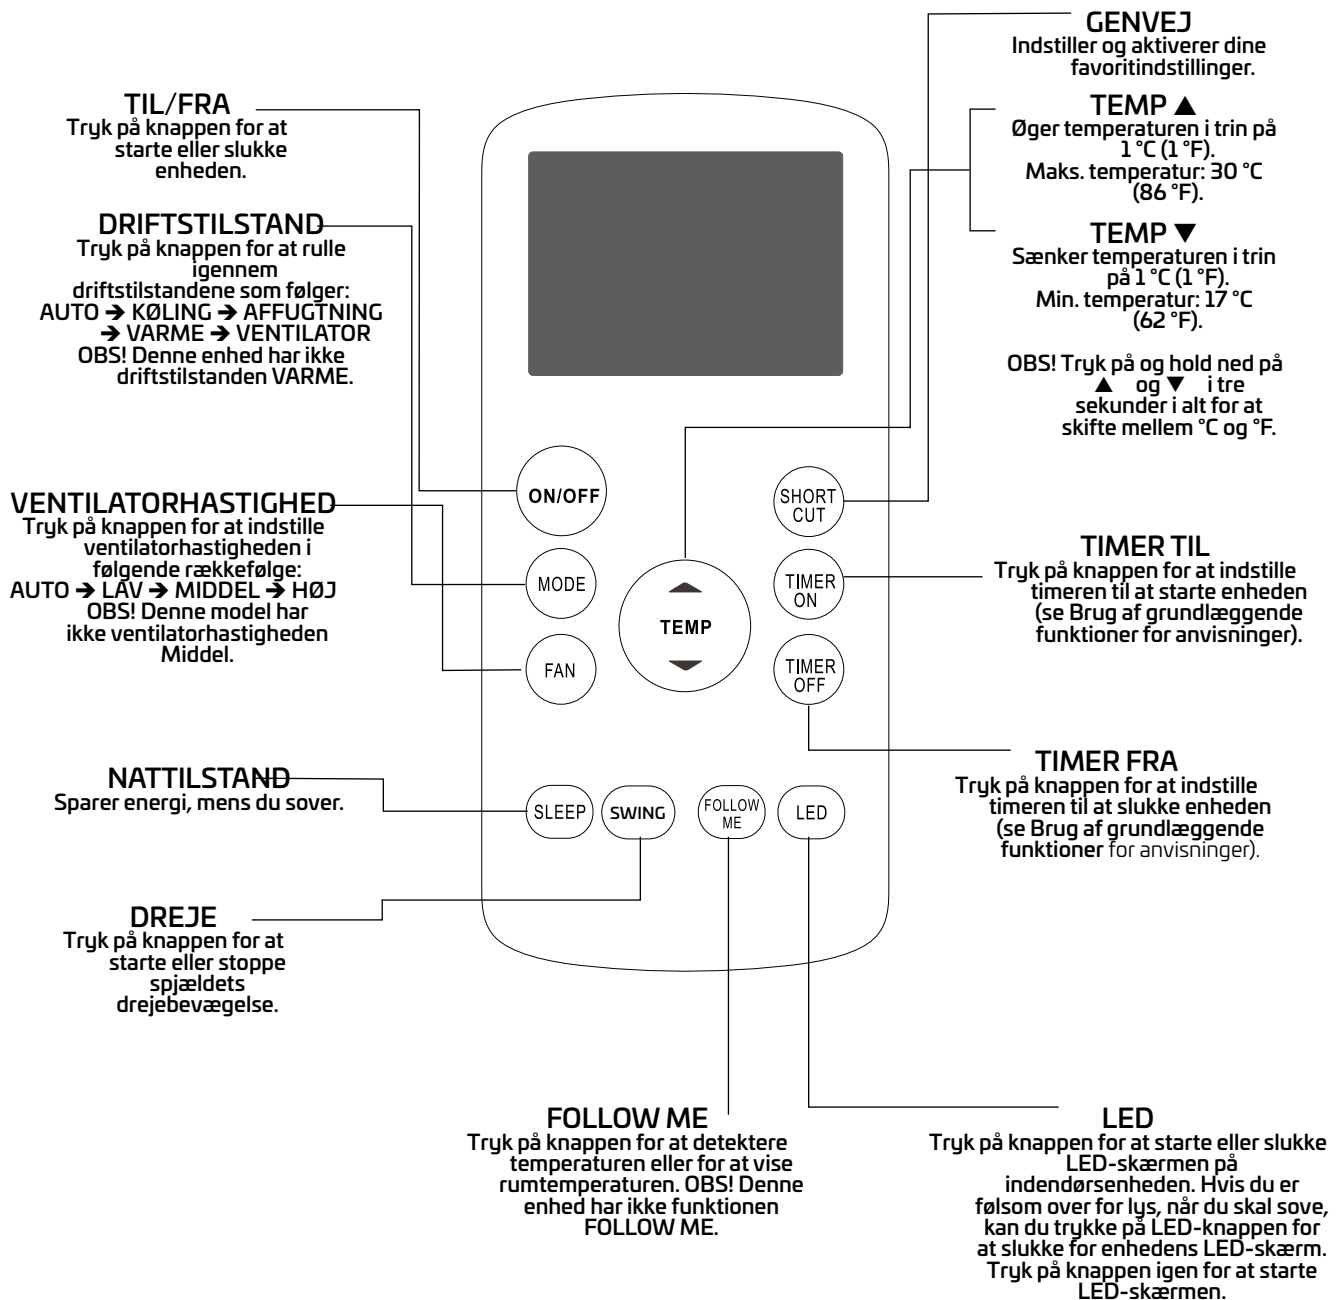 GENVEJ
Indstiller og aktiverer dine
favoritindstillinger.
TIL/FRA
Tryk på knappen for at
starte eller slukke
enheden.
TEMP ▲
Øger temperaturen i trin på
1 °C (1 °F).
Maks. temperatur: 30 °C
(86 °F).
DRIFTSTILSTAND
Tryk på knappen for at rulle
igennem
driftstilstandene som følger:
AUTO ➔ KØLING ➔ AFFUGTNING
➔ VARME ➔ VENTILATOR
OBS! Denne enhed har ikke
driftstilstanden VARME.
TEMP ▼
Sænker temperaturen i trin
på 1 °C (1 °F).
Min. temperatur: 17 °C
(62 °F).
OBS! Tryk på og hold ned på
▲ og ▼ i tre
sekunder i alt for at
skifte mellem °C og °F.
VENTILATORHASTIGHED
Tryk på knappen for at indstille
ventilatorhastigheden i
følgende rækkefølge:
AUTO ➔ LAV ➔ MIDDEL ➔ HØJ
OBS! Denne model har
ikke ventilatorhastigheden
Middel.
ON/OFF
MODE
FAN
TEMP
SHORT
CUT
TIMER
ON
TIMER
OFF
TIMER TIL
Tryk på knappen for at indstille
timeren til at starte enheden
(se Brug af grundlæggende
funktioner for anvisninger).
NATTILSTAND
Sparer energi, mens du sover.
SLEEP
SWING
FOLLOW
ME
LED
TIMER FRA
Tryk på knappen for at indstille
timeren til at slukke enheden
(se Brug af grundlæggende
funktioner for anvisninger).
DREJE
Tryk på knappen for at
starte eller stoppe
spjældets
drejebevægelse.
FOLLOW ME
Tryk på knappen for at detektere
temperaturen eller for at vise
rumtemperaturen. OBS! Denne
enhed har ikke funktionen
FOLLOW ME.
LED
Tryk på knappen for at starte eller slukke
LED-skærmen på
indendørsenheden. Hvis du er
følsom over for lys, når du skal sove,
kan du trykke på LED-knappen for
at slukke for enhedens LED-skærm.
Tryk på knappen igen for at starte
LED-skærmen.